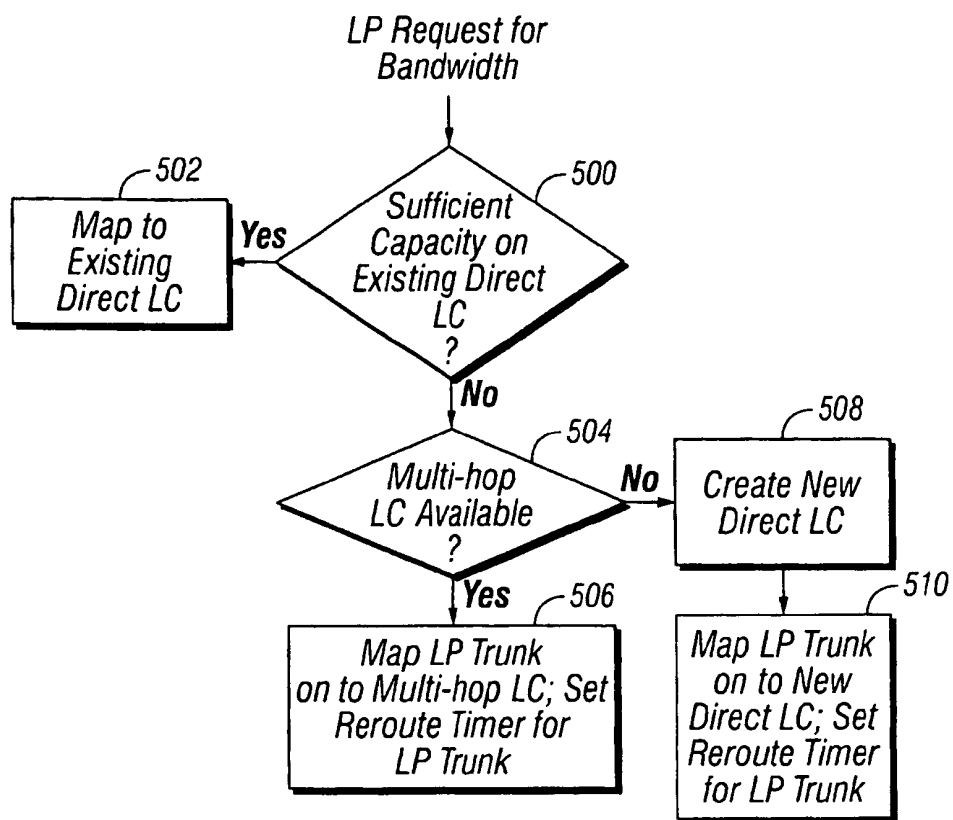 LP Request for
Bandwidth
502
500
Map to
Existing
Direct LC
Yes
Sufficient
Capacity on
Existing Direct
LC
?
No
504
508
Multi-hop
LC Available
?
No
Create New
Direct LC
Yes
506
510
Map LP Trunk
on to Multi-hop LC; Set
Reroute Timer for
LP Trunk
Map LP Trunk
on to New
Direct LC; Set
Reroute Timer
for LP Trunk